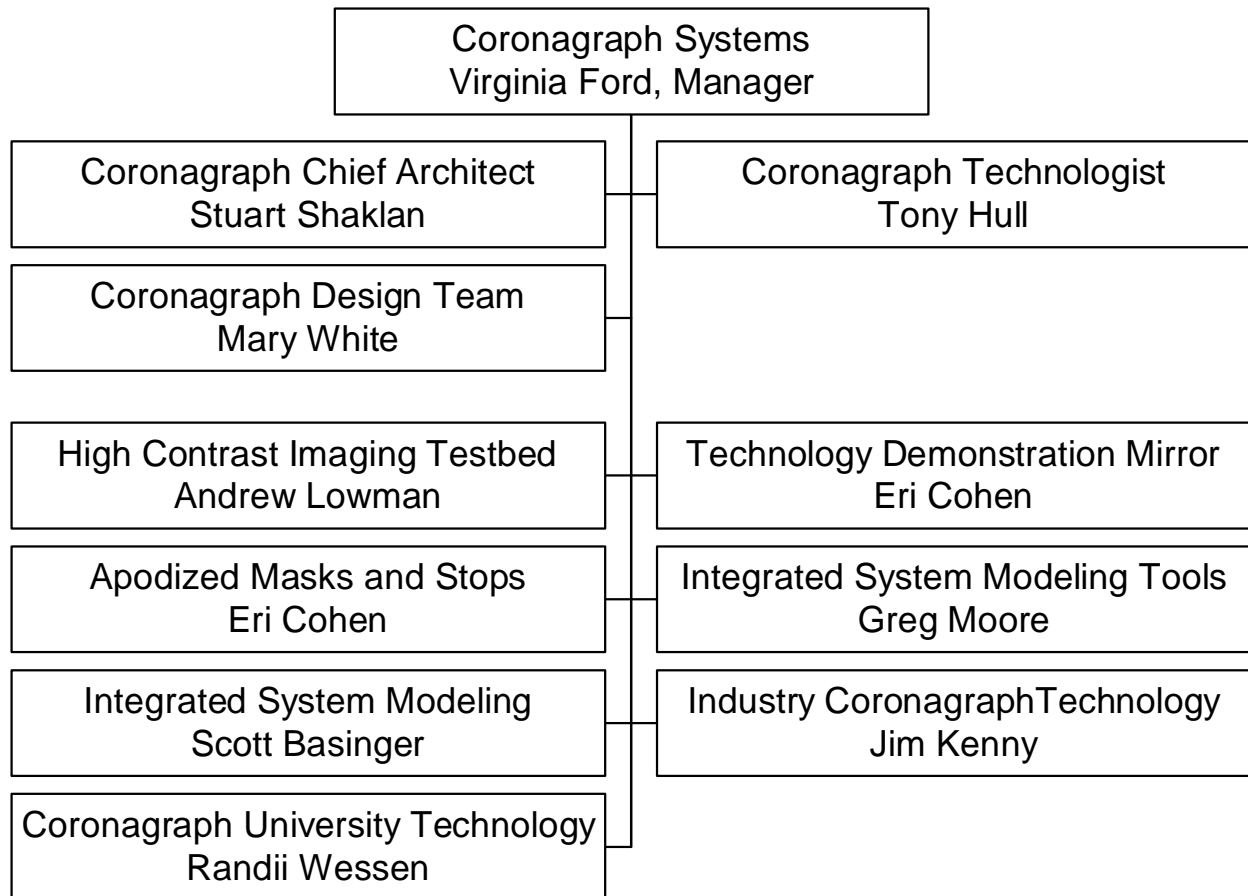 Coronagraph Systems
Virginia Ford, Manager
Coronagraph Chief Architect
Stuart Shaklan
Coronagraph Technologist
Tony Hull
Coronagraph Design Team
Mary White
High Contrast Imaging Testbed
Andrew Lowman
Technology Demonstration Mirror
Eri Cohen
Apodized Masks and Stops
Eri Cohen
Integrated System Modeling Tools
Greg Moore
Integrated System Modeling
Scott Basinger
Industry CoronagraphTechnology
Jim Kenny
Coronagraph University Technology
Randii Wessen